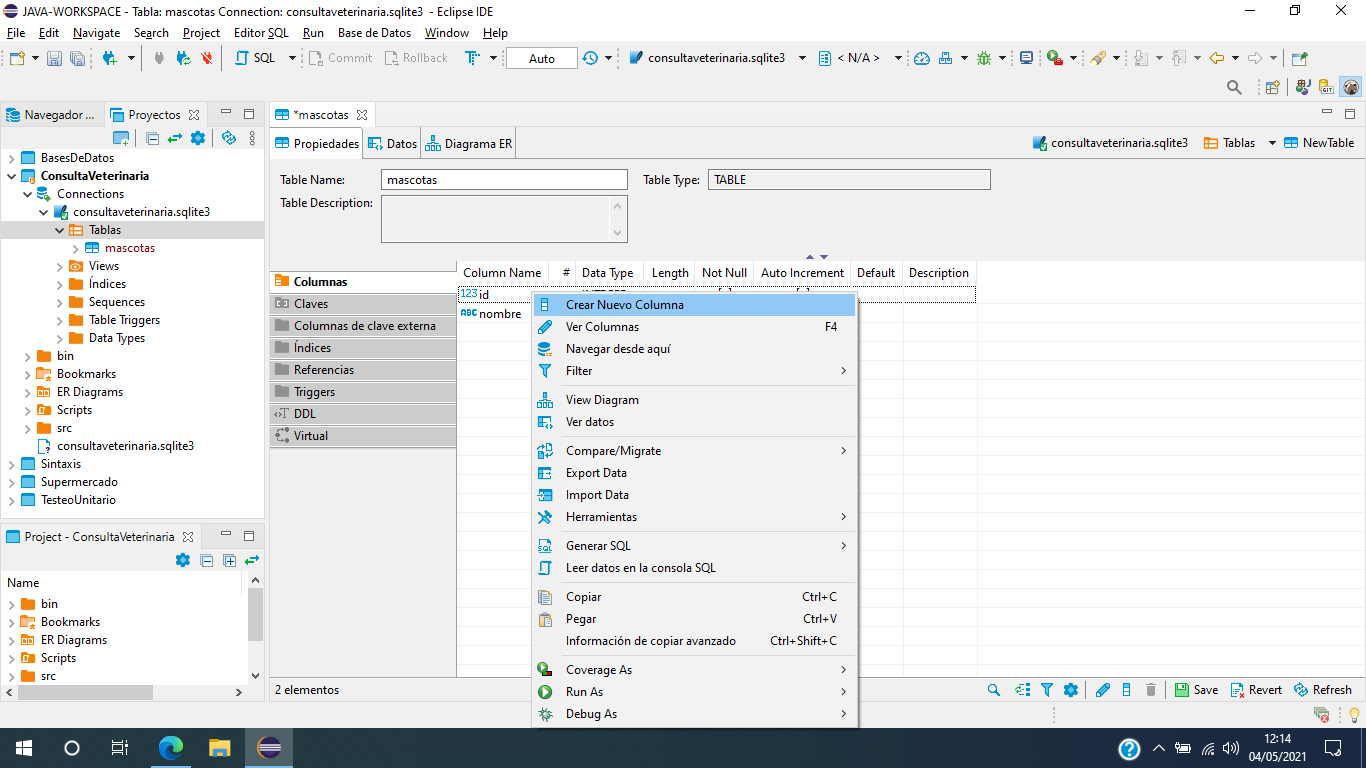 JAVA-WORKSPACE - Tabla: mascotas Connection: consultaveterinaria.sqlite3 - Eclipse IDE
File Edit Navigate Search Project Editor SQL Run Base de Datos Window Help
SQL Commit Rollback Auto consultaveterinaria.sqlite3 < N/A >
Navegador ... Proyectos
BasesDeDatos
ConsultaVeterinaria
Connections
consultaveterinaria.sqlite3
Tablas
mascotas
Views
Índices
Sequences
Table Triggers
Data Types
bin
Bookmarks
ER Diagrams
Scripts
src
consultaveterinaria.sqlite3
Sintaxis
Supermercado
TesteoUnitario
Project - ConsultaVeterinaria
Name
bin
Bookmarks
ER Diagrams
Scripts
src
*mascotas
Propiedades Datos Diagrama ER consultaveterinaria.sqlite3 Tablas NewTable
Table Name: mascotas Table Type: TABLE
Table Description:
Columnas
Claves
Columnas de clave externa
Índices
Referencias
Triggers
DDL
Virtual
Column Name # Data Type Length Not Null Auto Increment Default Description
123 id
ABC nombre
Crear Nuevo Columna
Ver Columnas F4
Navegar desde aquí
Filter
View Diagram
Ver datos
Compare/Migrate
Export Data
Import Data
Herramientas
Generar SQL
Leer datos en la consola SQL
Copiar Ctrl+C
Pegar Ctrl+V
Información de copiar avanzado Ctrl+Shift+C
Coverage As
Run As
Debug As
2 elementos Save Revert Refresh
12:14
04/05/2021